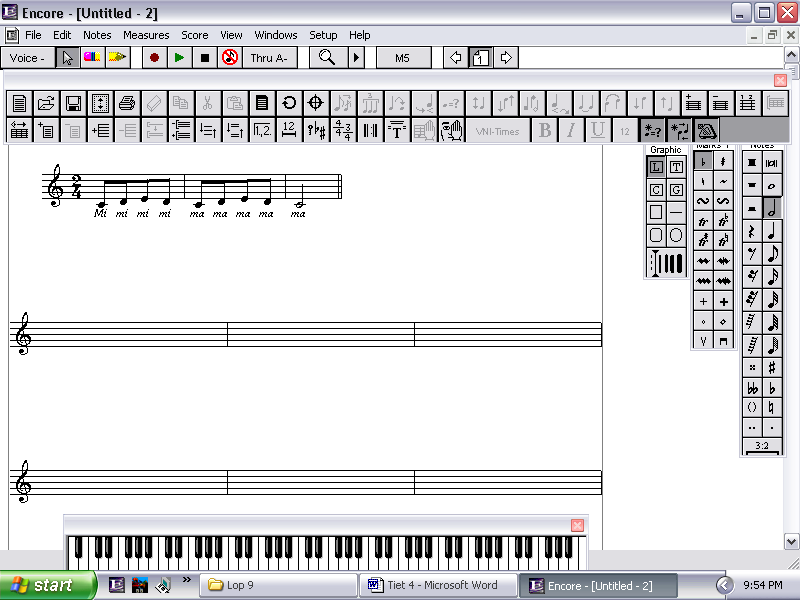 Encore - [Untitled - 2]
File Edit Notes Measures Score View Windows Setup Help
Voice - Thru A- M5 1
VNI-Times B I U 12
Graphic
Marks 1
Notes
L T
C G
2
4
Mi mi mi mi ma ma ma ma ma
3:2
start Lop 9 Tiet 4 - Microsoft Word Encore - [Untitled - 2] 9:54 PM